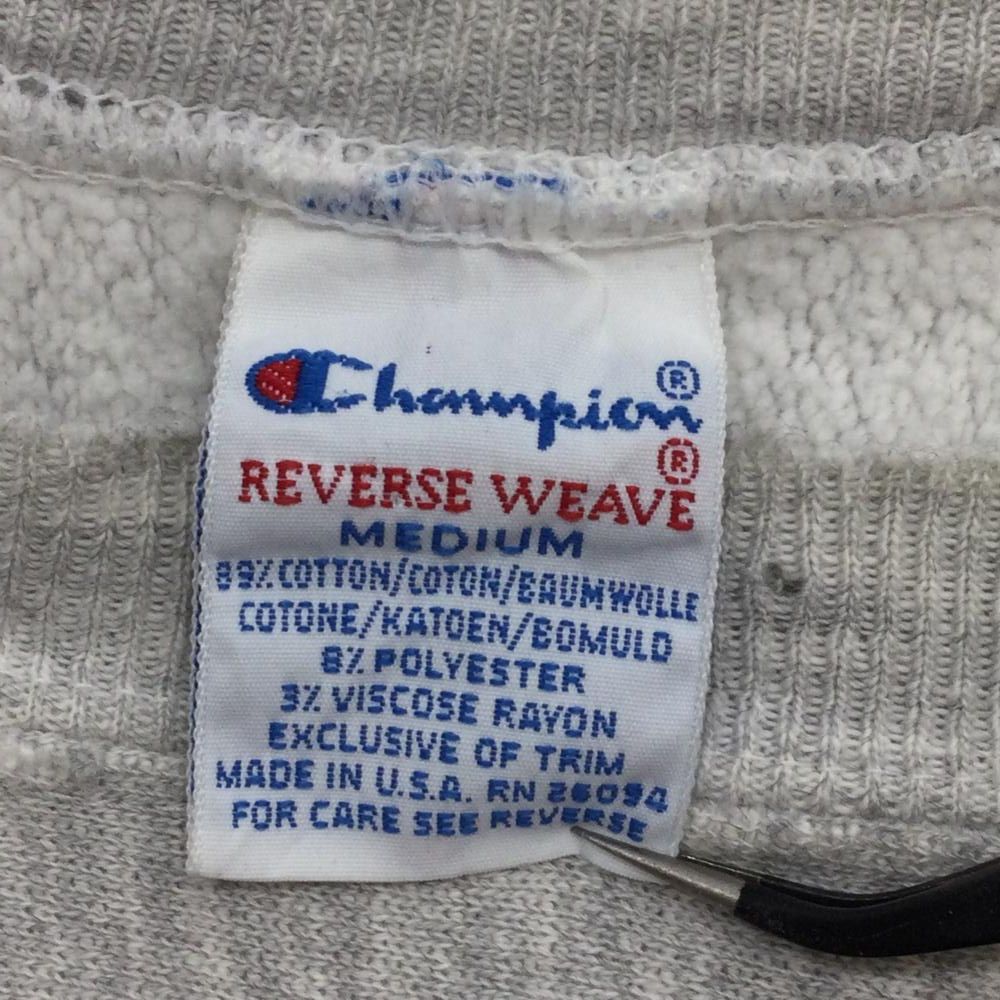 Champion®
REVERSE WEAVE®
MEDIUM
89% COTTON/COTON/BAUMWOLLE
COTONE/KATOEN/BOMULD
8% POLYESTER
3% VISCOSE RAYON
EXCLUSIVE OF TRIM
MADE IN U.S.A. RN 26094
FOR CARE SEE REVERSE